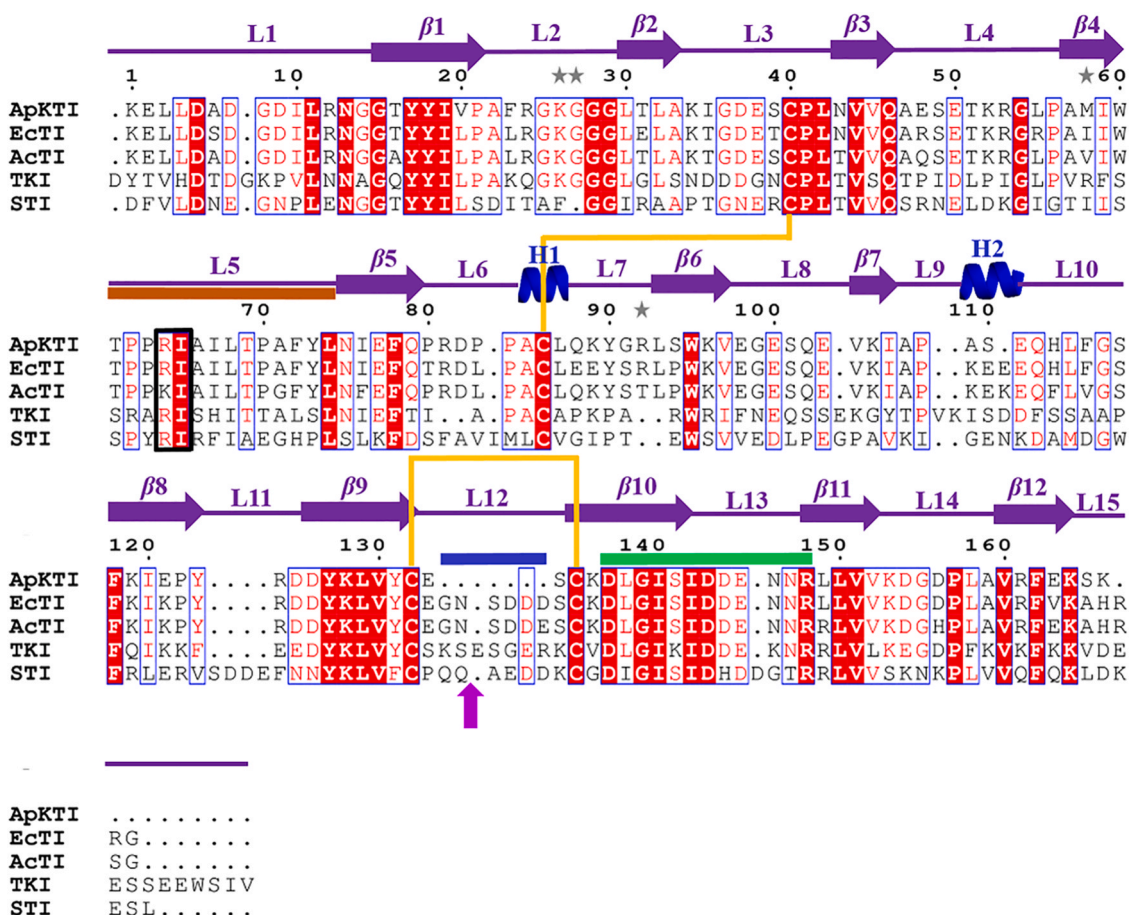 L1 β1 L2 β2 L3 β3 L4 β4
1 10 20 30 40 50 60
ApKTI .KELLDAD.GDILRNGGTYYIVPAFRGKGGGLTLAKIGDESCPLNVVQAESETKRGLPAMIW
EcTI .KELLDSD.GDILRNGGTYYILPALRGKGGGLELAKTGDESCPLNVVQARSETKRGRPAIIW
AcTI .KELLDAD.GDILRNGGAYYILPALRGKGGGLTLAKTGDESCPLTVVQAQSETKRGLPAVIW
TKI DYTVHDTDGKPVLNNAGQYYILPAKQGKGGGLGLSNDDDGNCPLTVSQTPIDLPIGLPVRFS
STI .DFVLDNE.GNPLENGGTYYILSDITAF.GGIRAAPTGNERCPLTVVQSRNELDKGIGTIIS
L5 β5 L6 H1 L7 β6 L8 β7 L9 H2 L10
70 80 90 100 110
ApKTI TPPRIAILTPAFYLNIEFQPRDP.PACLQKYGRLSWKVEGESQE.VKIAP..AS.EQHLFGS
EcTI TPPRIAILTPAFYLNIEFQTRDL.PACLEEYSRLPWKVEGESQE.VKIAP..KEEEQHLFGS
AcTI TPPKIAILTPGFYLNFEFQPRDL.PACLQKYSTLPWKVEGESQE.VKIAP..KEKEQFLVGS
TKI SRARISHITTALSLNIEFTI..A.PACAPKPA..RWRIFNEQSSEKGYTPVKISDDFSSAAP
STI SPYRIRFIAEGHPLSLKFDSFAVIMLCVGIPT..EWSVVEDLPEGPAVKI..GENKDAMDGW
β8 L11 β9 L12 β10 L13 β11 L14 β12 L15
120 130 140 150 160
ApKTI FKIEPY....RDDYKLVYCE.....SCKDLGISIDDE.NNRLLVVKDGDPLAVRFEKSK.
EcTI FKIKPY....RDDYKLVYCEGN.SDDDSCKDLGISIDDE.NNRLLVVKDGDPLAVRFVKAHR
AcTI FKIKPY....RDDYKLVYCEGN.SDDESCKDLGISIDDE.NNRRLVVKDGHPLAVRFEKAHR
TKI FQIKKF....EEDYKLVYCSKSESGERKCVDLGIKIDDE.KNRRLVLKEGDPFKVKFKKVDE
STI FRLERVSDDEFNNYKLVFCPQQ.AEDDKCGDIGISIDHDDGTRRLVVSKNKPLVVQFQKLDK
ApKTI .........
EcTI RG.......
AcTI SG.......
TKI ESSEEWSIV
STI ESL......